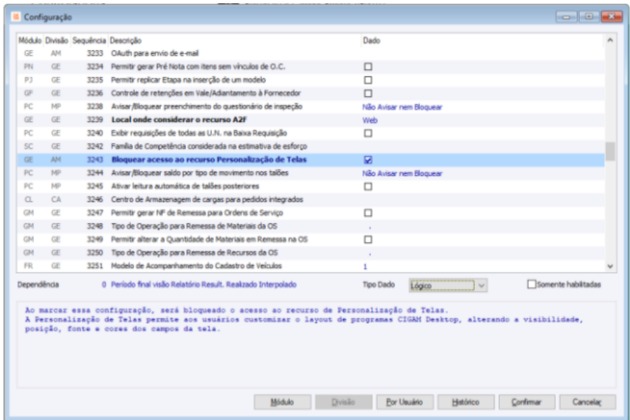 Configuração
Módulo Divisão Sequência Descrição Dado
GE AM 3233 OAuth para envio de e-mail
PN GE 3234 Permitir gerar Pré Nota com itens sem vínculos de O.C.
PJ GE 3235 Permitir replicar Etapa na inserção de um modelo
GF GE 3236 Controle de retenções em Vale/Adiantamento à Fornecedor
PC MP 3238 Avisar/Bloquear preenchimento do questionário de inspeção Não Avisar nem Bloquear
GE GE 3239 Local onde considerar o recurso A2F Web
PC GE 3240 Exibir requisições de todas as U.N. na Baixa Requisição
SC GE 3242 Família de Competência considerada na estimativa de esforço
GE AM 3243 Bloquear acesso ao recurso Personalização de Telas
PC MP 3244 Avisar/Bloquear saldo por tipo de movimento nos talões Não Avisar nem Bloquear
PC MP 3245 Ativar leitura automática de talões posteriores
CL CA 3246 Centro de Armazenagem de cargas para pedidos integrados
GM GE 3247 Permitir gerar NF de Remessa para Ordens de Serviço
GM GE 3248 Tipo de Operação para Remessa de Materiais da OS .
GM GE 3249 Permitir alterar a Quantidade de Materiais em Remessa na OS
GM GE 3250 Tipo de Operação para Remessa de Recursos da OS .
FR GE 3251 Modelo de Acompanhamento do Cadastro de Veículos 1
Dependência 0 Período final visão Relatório Result. Realizado Interpolado Tipo Dado Lógico Somente habilitadas
Ao marcar essa configuração, será bloqueado o acesso ao recurso de Personalização de Telas.
A Personalização de Telas permite aos usuários customizar o layout de programas CIGAM Desktop, alterando a visibilidade,
posição, fonte e cores dos campos da tela.
Módulo Divisão Por Usuário Histórico Confirmar Cancelar